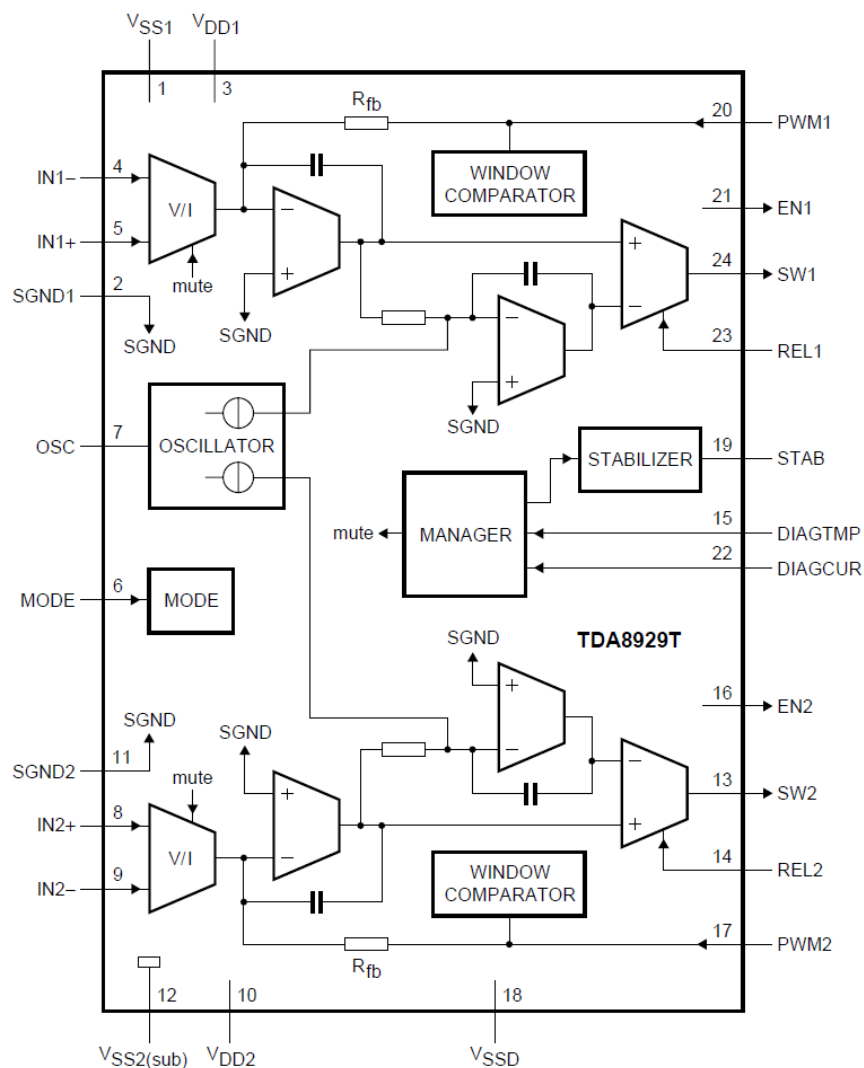 VSS1 VDD1
1 3
Rfb
20 PWM1
WINDOW
COMPARATOR
IN1− 4
V/I
−
21 EN1
IN1+ 5
+
+
24 SW1
mute
SGND1 2
SGND
SGND
−
−
23 REL1
+
SGND
OSC 7
OSCILLATOR
STABILIZER
19 STAB
mute
MANAGER
15 DIAGTMP
22 DIAGCUR
MODE 6
MODE
TDA8929T
SGND
+
16 EN2
SGND
SGND
−
−
13 SW2
SGND2 11
mute
+
+
IN2+ 8
V/I
−
14 REL2
IN2− 9
WINDOW
COMPARATOR
17 PWM2
Rfb
12 10 18
VSS2(sub) VDD2 VSSD